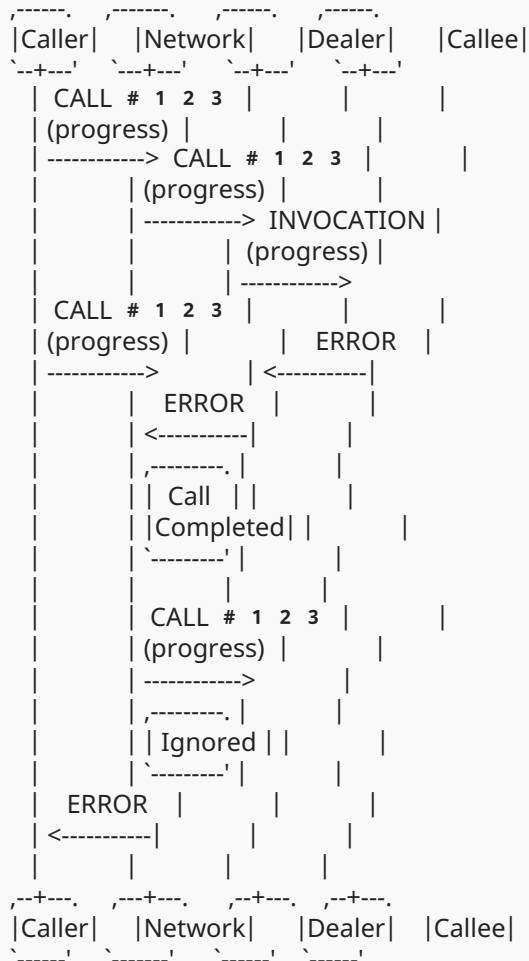 ,------.   ,-------.   ,------.   ,------.
|Caller|   |Network|   |Dealer|   |Callee|
`--+---'   `---+---'   `--+---'   `--+---'
| CALL # 1 2 3 |   |   |
| (progress) |   |   |
| ------------> CALL # 1 2 3 |   |
|   | (progress) |   |
|   | ------------> INVOCATION |
|   |   | (progress) |
|   |   | ------------>
| CALL # 1 2 3 |   |   |
| (progress) |   |   ERROR   |
| ------------>   | <-----------|
|   |   ERROR   |   |
|   | <-----------|   |
|   | ,---------. |   |
|   | | Call | |   |
|   | |Completed| |   |
|   | `---------' |   |
|   |   |   |
|   | CALL # 1 2 3 |   |
|   | (progress) |   |
|   | ------------>   |
|   | ,---------. |   |
|   | | Ignored | |   |
|   | `---------' |   |
|   ERROR   |   |   |
| <-----------|   |   |
|   |   |   |
,--+---.   ,---+---.   ,--+---.   ,--+---.
|Caller|   |Network|   |Dealer|   |Callee|
`------'   `-------'   `------'   `------'